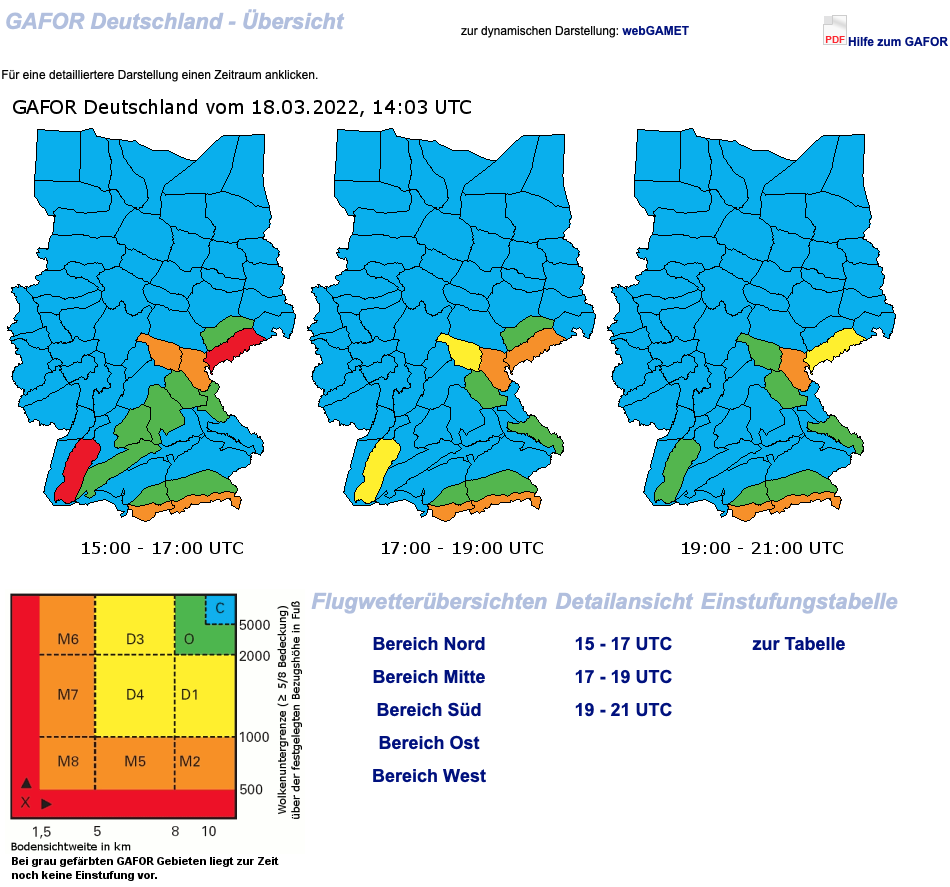 GAFOR Deutschland - Übersicht
zur dynamischen Darstellung: webGAMET
PDF Hilfe zum GAFOR
Für eine detailliertere Darstellung einen Zeitraum anklicken.
GAFOR Deutschland vom 18.03.2022, 14:03 UTC
15:00 - 17:00 UTC
17:00 - 19:00 UTC
19:00 - 21:00 UTC
C
5000
M6
D3
O
2000
M7
D4
D1
1000
M8
M5
M2
500
X
1,5
5
8
10
Bodensichtweite in km
Wolkenuntergrenze (≥ 5/8 Bedeckung)
über der festgelegten Bezugshöhe in Fuß
Bei grau gefärbten GAFOR Gebieten liegt zur Zeit
noch keine Einstufung vor.
Flugwetterübersichten Detailansicht Einstufungstabelle
Bereich Nord 15 - 17 UTC zur Tabelle
Bereich Mitte 17 - 19 UTC
Bereich Süd 19 - 21 UTC
Bereich Ost
Bereich West